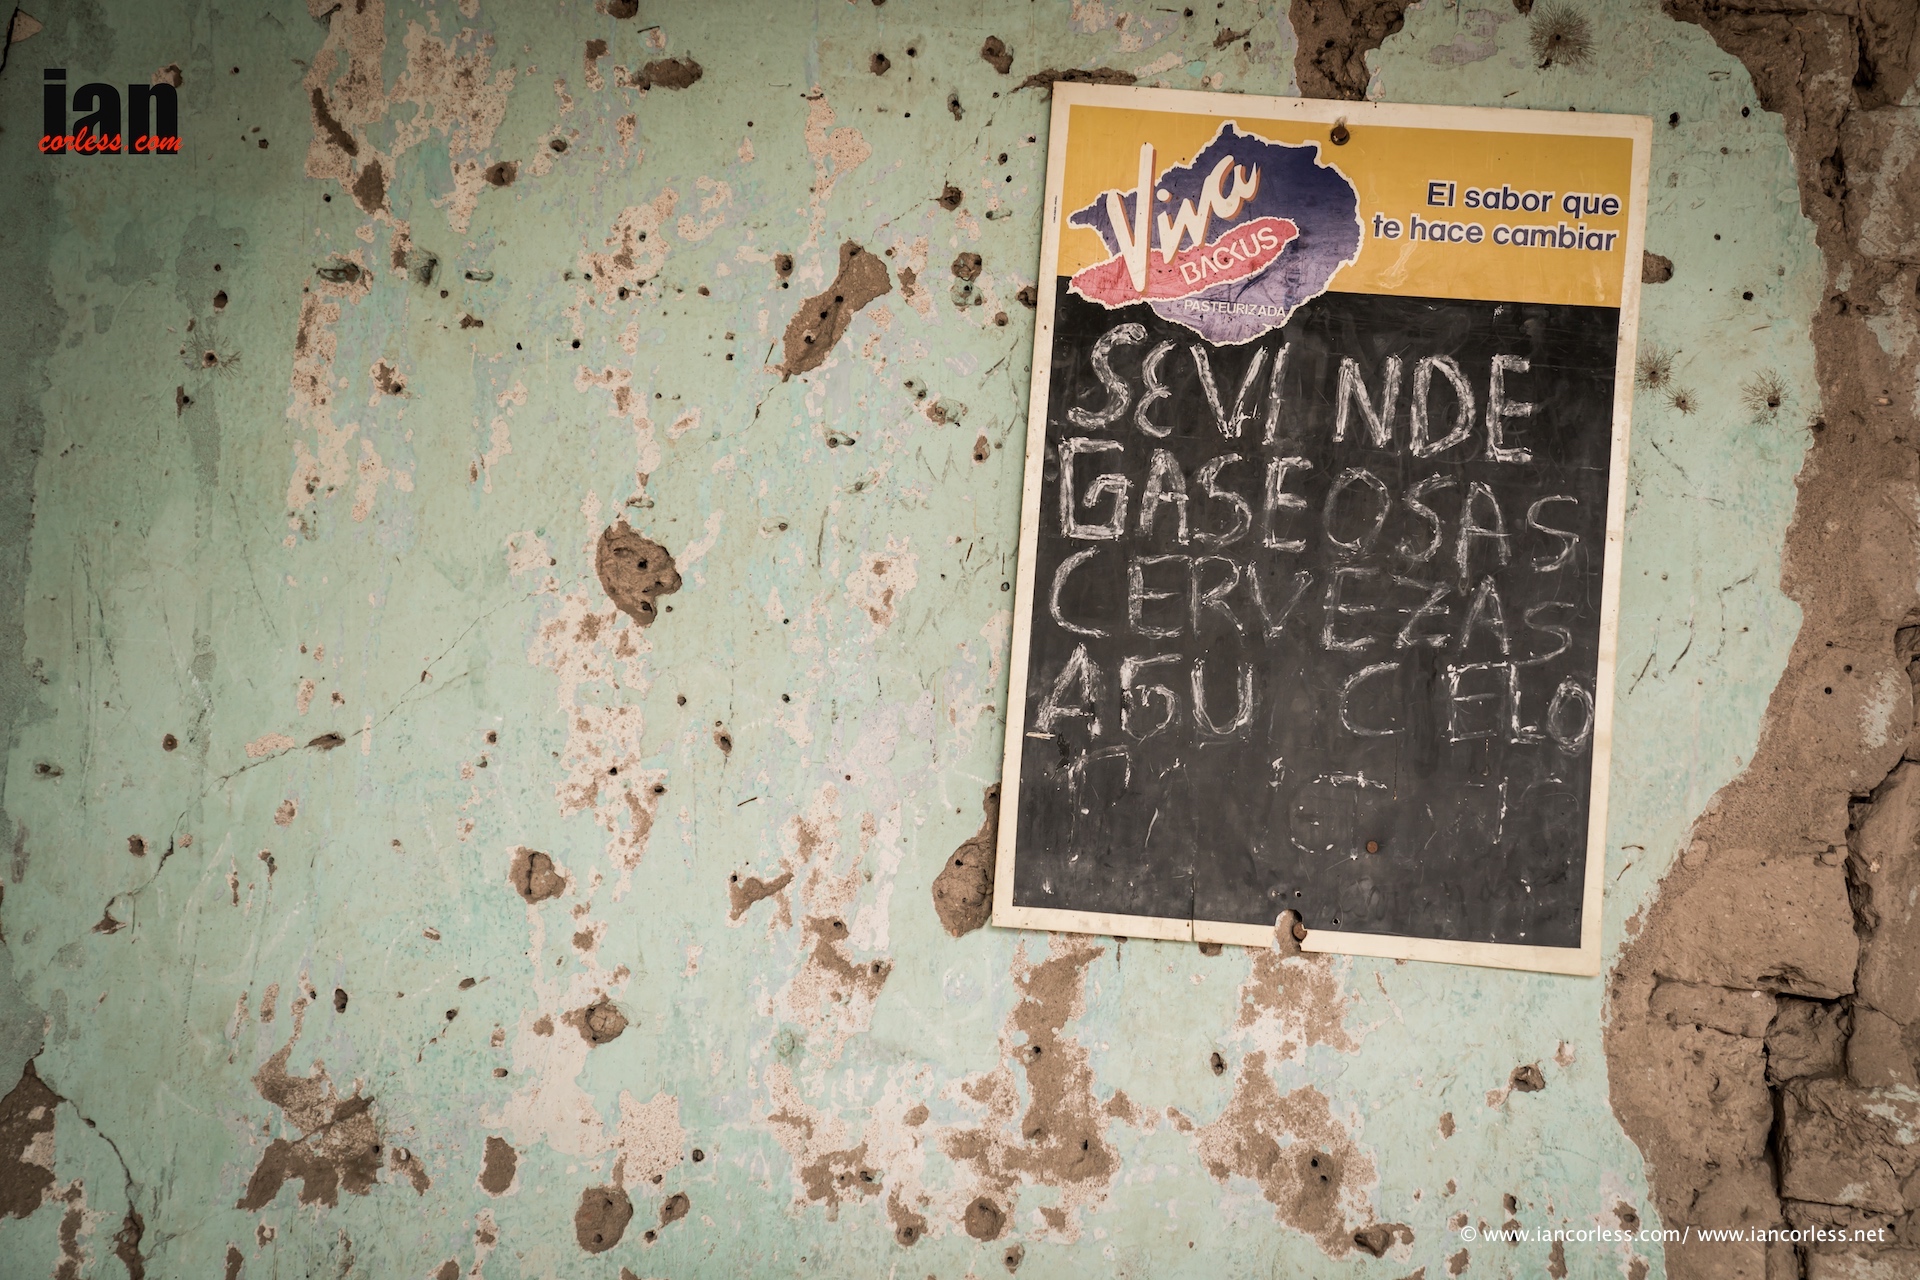 ian
corless.com
Viva
BACKUS
PASTEURIZADA
El sabor que
te hace cambiar
SEVINDE
GASEOSAS
CERVEZAS
AGU CELO
© www.iancorless.com/ www.iancorless.net